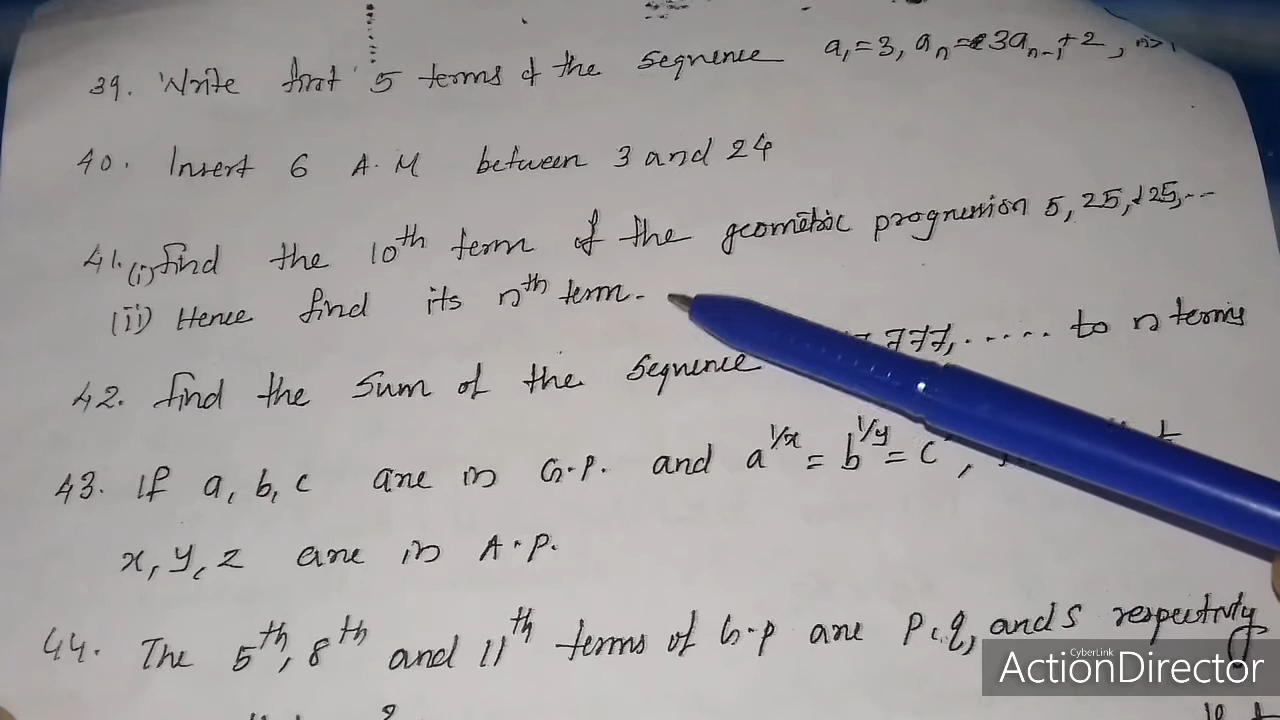 39. Write first 5 terms of the sequence a₁=3, aₙ=3aₙ₋₁+2, n>1
40. Insert 6 A.M between 3 and 24
41. (i) find the 10th term of the geometric progression 5, 25, 125,...
(ii) Hence find its nth term.
42. find the sum of the sequence 777, ..... to n terms
43. If a, b, c are in G.P. and a^1/x = b^1/y = c ,
x, y, z are in A.P.
44. The 5th, 8th and 11th terms of G.p are P, q, and S respectively
CyberLink
ActionDirector